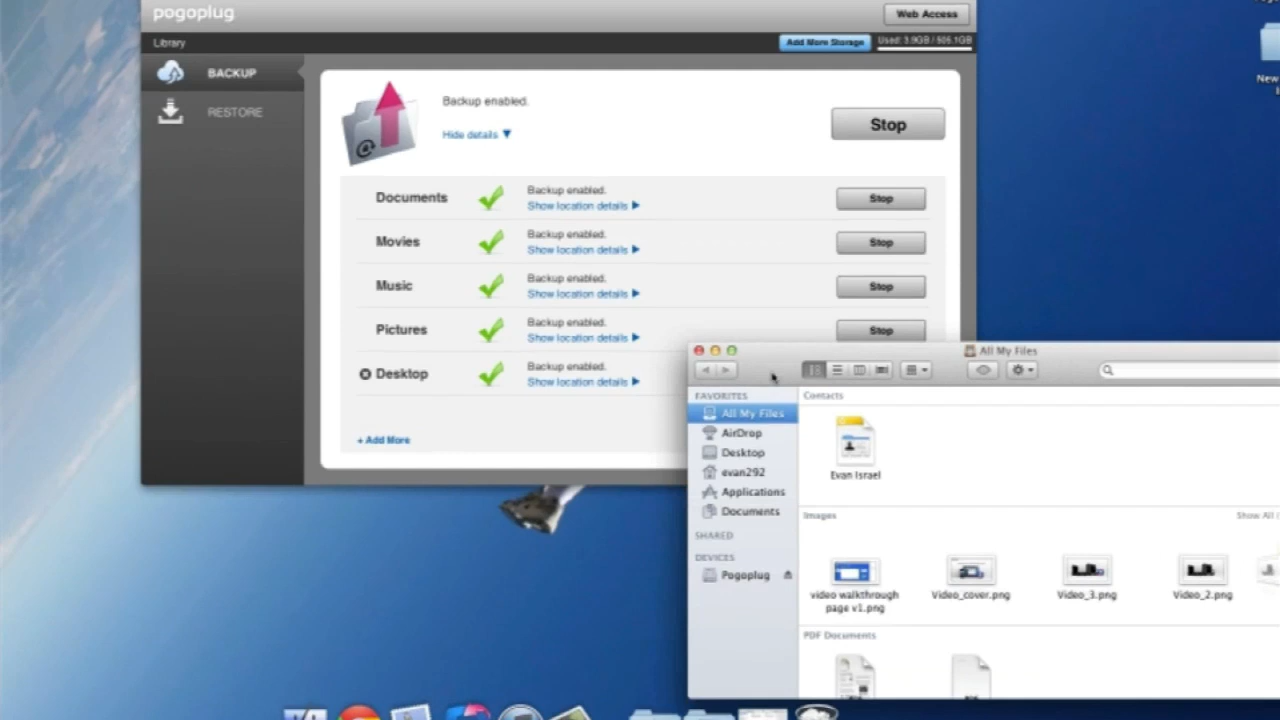 pogoplug
Web Access
Library
Add More Storage
Used: 3.9GB / 505.1GB
BACKUP
RESTORE
Backup enabled.
Hide details
Stop
Documents
Backup enabled.
Show location details
Stop
Movies
Backup enabled.
Show location details
Stop
Music
Backup enabled.
Show location details
Stop
Pictures
Backup enabled.
Show location details
Stop
Desktop
Backup enabled.
Show location details
+ Add More
New
All My Files
FAVORITES
All My Files
AirDrop
Desktop
evan292
Applications
Documents
SHARED
DEVICES
Pogoplug
Contacts
Evan Israel
Images
Show All
video walkthrough
page v1.png
Video_cover.png
Video_3.png
Video_2.png
PDF Documents